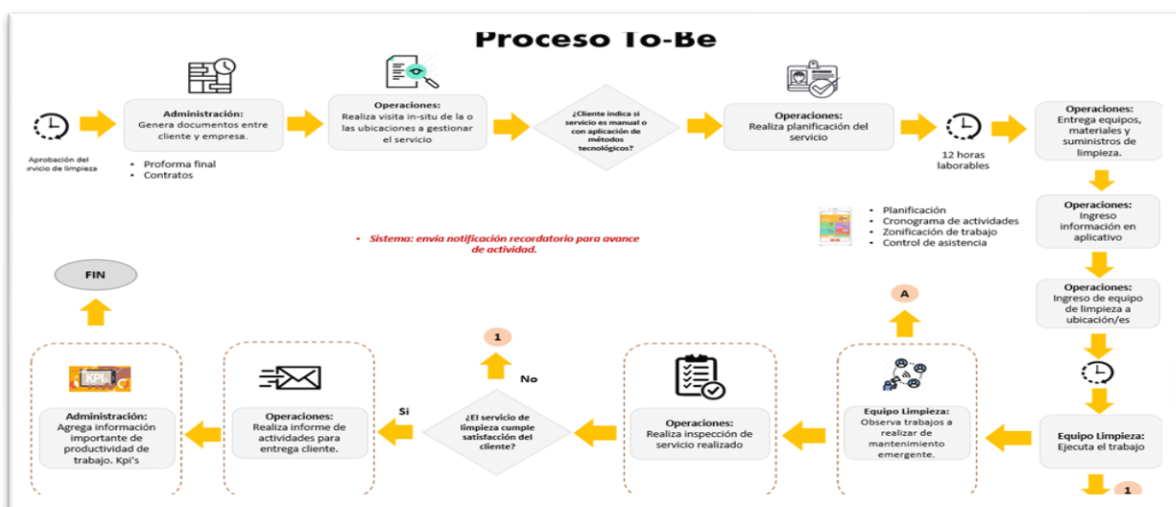 Proceso To-Be
Aprobación del
rvicio de limpieza
Administración:
Genera documentos entre
cliente y empresa.
• Proforma final
• Contratos
Operaciones:
Realiza visita in-situ de la o
las ubicaciones a gestionar
el servicio
¿Cliente indica si
servicio es manual o
con aplicación de
métodos
tecnológicos?
Operaciones:
Realiza planificación del
servicio
12 horas
laborables
Operaciones:
Entrega equipos,
materiales y
suministros de
limpieza.
Operaciones:
Ingreso
información en
aplicativo
• Planificación
• Cronograma de actividades
• Zonificación de trabajo
• Control de asistencia
• Sistema: envía notificación recordatorio para avance
de actividad.
Operaciones:
Ingreso de equipo
de limpieza a
ubicación/es
Equipo Limpieza:
Ejecuta el trabajo
1
A
Equipo Limpieza:
Observa trabajos a
realizar de
mantenimiento
emergente.
Operaciones:
Realiza inspección de
servicio realizado
1
No
¿El servicio de
limpieza cumple
satisfacción del
cliente?
Si
Operaciones:
Realiza informe de
actividades para
entrega cliente.
KPI
Administración:
Agrega información
importante de
productividad de
trabajo. Kpi's
FIN